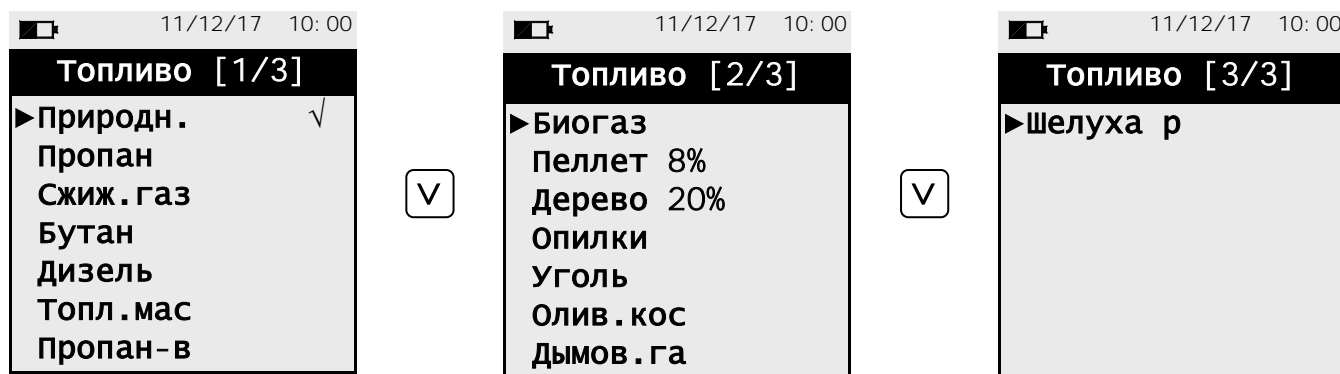 11/12/17 10:00
Топливо [1/3]
►Природн. √
Пропан
Сжиж.газ
Бутан
Дизель
Топл.мас
Пропан-в
V
11/12/17 10:00
Топливо [2/3]
►Биогаз
Пеллет 8%
Дерево 20%
Опилки
Уголь
Олив.кос
Дымов.га
V
11/12/17 10:00
Топливо [3/3]
►Шелуха р